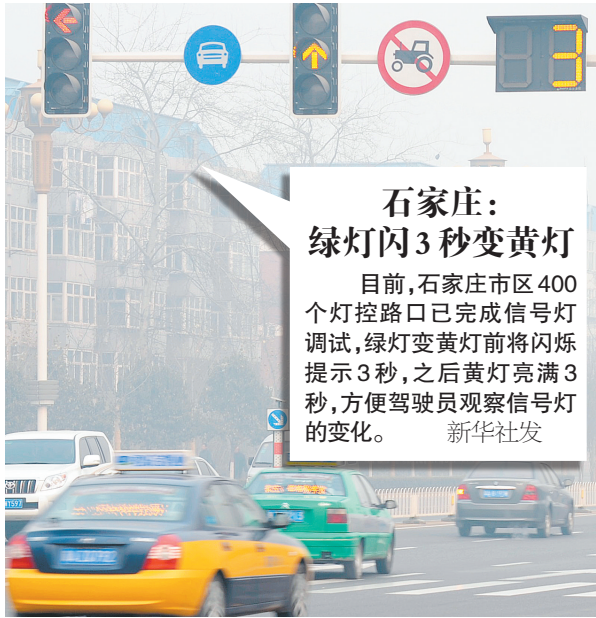 3
石家庄：
绿灯闪3秒变黄灯
目前，石家庄市区400
个灯控路口已完成信号灯
调试，绿灯变黄灯前将闪烁
提示3秒，之后黄灯亮满3
秒，方便驾驶员观察信号灯
的变化。 新华社发